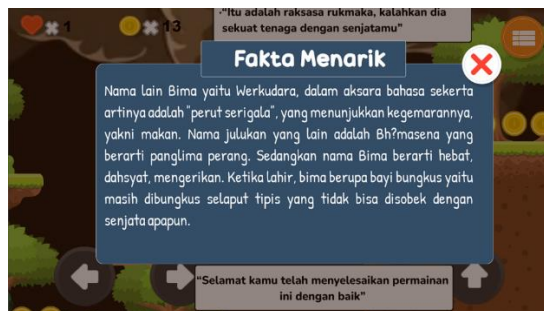 1
13
·"Itu adalah raksasa rukmaka, kalahkan dia
sekuat tenaga dengan senjatamu"
Fakta Menarik
Nama lain Bima yaitu Werkudara, dalam aksara bahasa sekerta
artinya adalah "perut serigala", yang menunjukkan kegemarannya,
yakni makan. Nama julukan yang lain adalah Bh?masena yang
berarti panglima perang. Sedangkan nama Bima berarti hebat,
dahsyat, mengerikan. Ketika lahir, bima berupa bayi bungkus yaitu
masih dibungkus selaput tipis yang tidak bisa disobek dengan
senjata apapun.
"Selamat kamu telah menyelesaikan permainan
ini dengan baik"